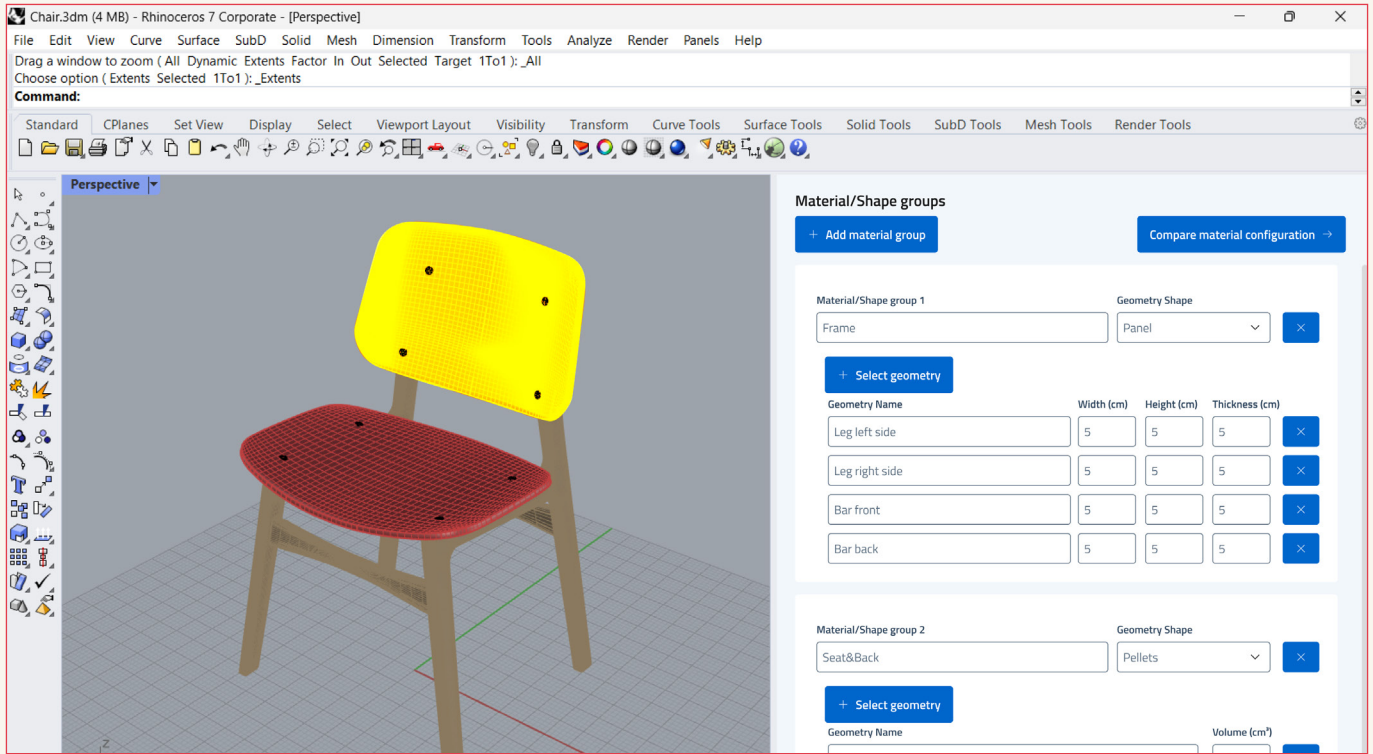 Chair.3dm (4 MB) - Rhinoceros 7 Corporate - [Perspective]
File Edit View Curve Surface SubD Solid Mesh Dimension Transform Tools Analyze Render Panels Help
Drag a window to zoom ( All Dynamic Extents Factor In Out Selected Target 1To1 ): _All
Choose option ( Extents Selected 1To1 ): _Extents
Command:
Standard CPlanes Set View Display Select Viewport Layout Visibility Transform Curve Tools Surface Tools Solid Tools SubD Tools Mesh Tools Render Tools
Perspective
z
Material/Shape groups
+ Add material group
Compare material configuration →
Material/Shape group 1 Geometry Shape
Frame Panel
+ Select geometry
Geometry Name Width (cm) Height (cm) Thickness (cm)
Leg left side 5 5 5
Leg right side 5 5 5
Bar front 5 5 5
Bar back 5 5 5
Material/Shape group 2 Geometry Shape
Seat&Back Pellets
+ Select geometry
Geometry Name Volume (cm³)